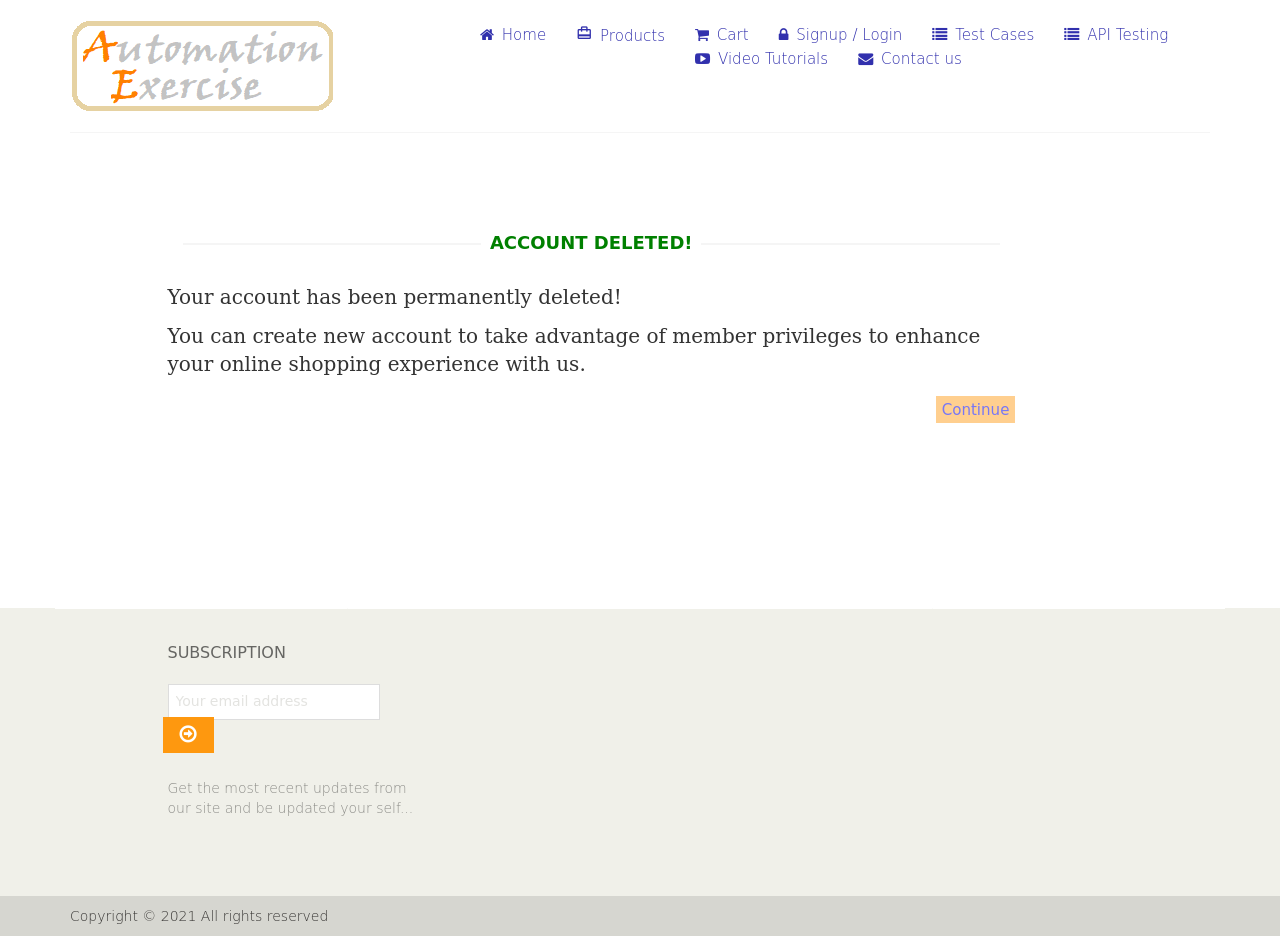 Automation
Exercise
Home Products Cart Signup / Login Test Cases API Testing
Video Tutorials Contact us
ACCOUNT DELETED!
Your account has been permanently deleted!
You can create new account to take advantage of member privileges to enhance
your online shopping experience with us.
Continue
SUBSCRIPTION
Your email address
Get the most recent updates from
our site and be updated your self...
Copyright © 2021 All rights reserved